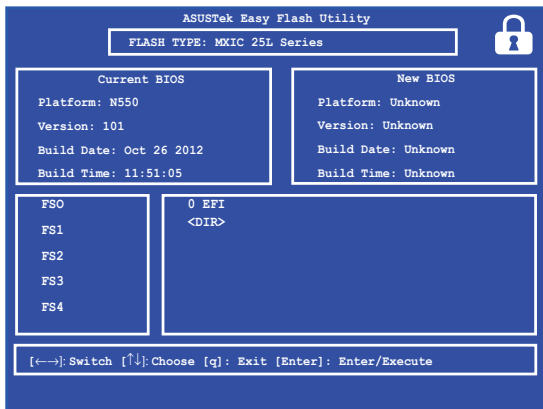 ASUSTek Easy Flash Utility
FLASH TYPE: MXIC 25L Series
Current BIOS
Platform: N550
Version: 101
Build Date: Oct 26 2012
Build Time: 11:51:05
New BIOS
Platform: Unknown
Version: Unknown
Build Date: Unknown
Build Time: Unknown
FS0
FS1
FS2
FS3
FS4
0 EFI
<DIR>
[←→]: Switch [↑↓]: Choose [q]: Exit [Enter]: Enter/Execute